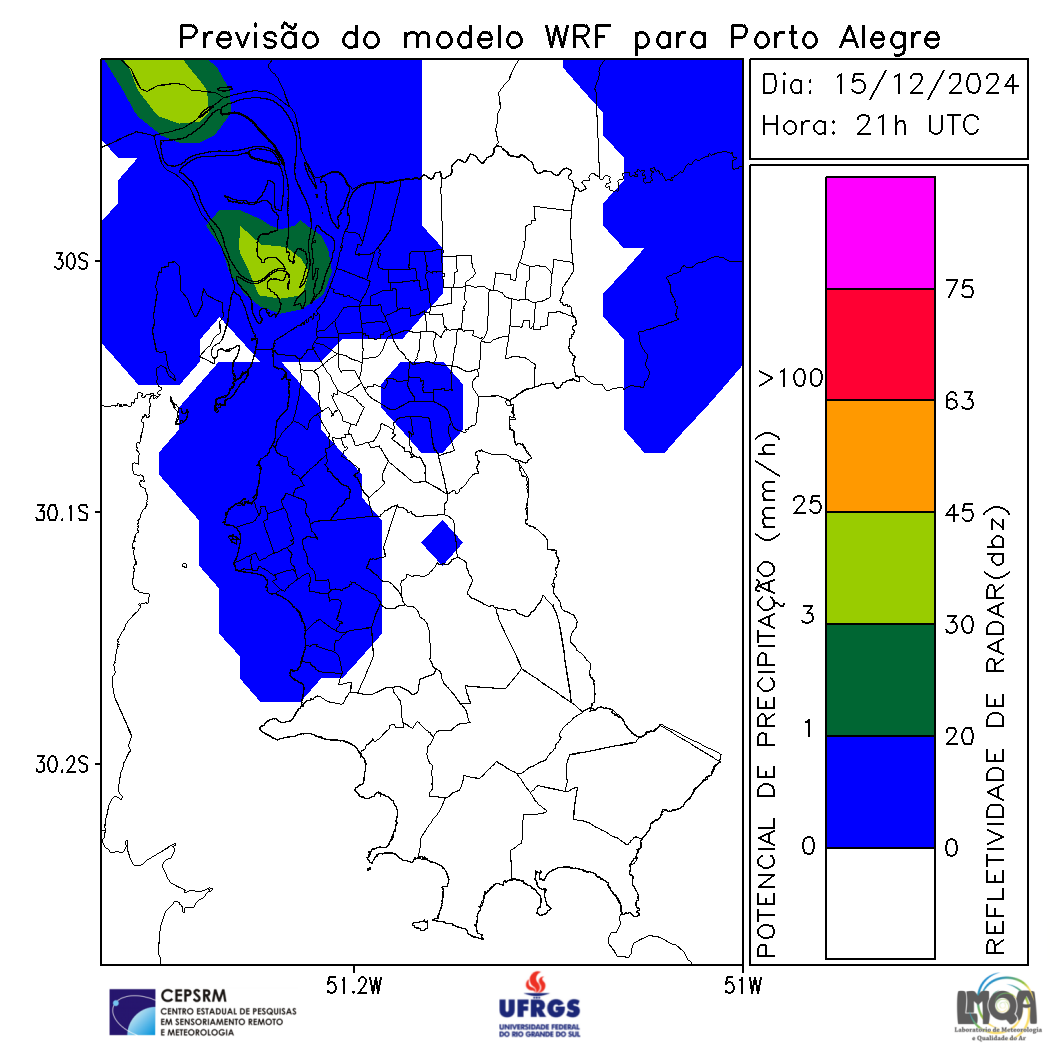 Previsão do modelo WRF para Porto Alegre
Dia: 15/12/2024
Hora: 21h UTC
30S
30.1S
30.2S
51.2W
51W
POTENCIAL DE PRECIPITAÇÃO (mm/h)
>100
25
3
1
0
75
63
45
30
20
0
REFLETIVIDADE DE RADAR(dbz)
CEPSRM
CENTRO ESTADUAL DE PESQUISAS
EM SENSORIAMENTO REMOTO
E METEOROLOGIA
UFRGS
UNIVERSIDADE FEDERAL
DO RIO GRANDE DO SUL
LMQA
Laboratório de Meteorologia
e Qualidade do Ar